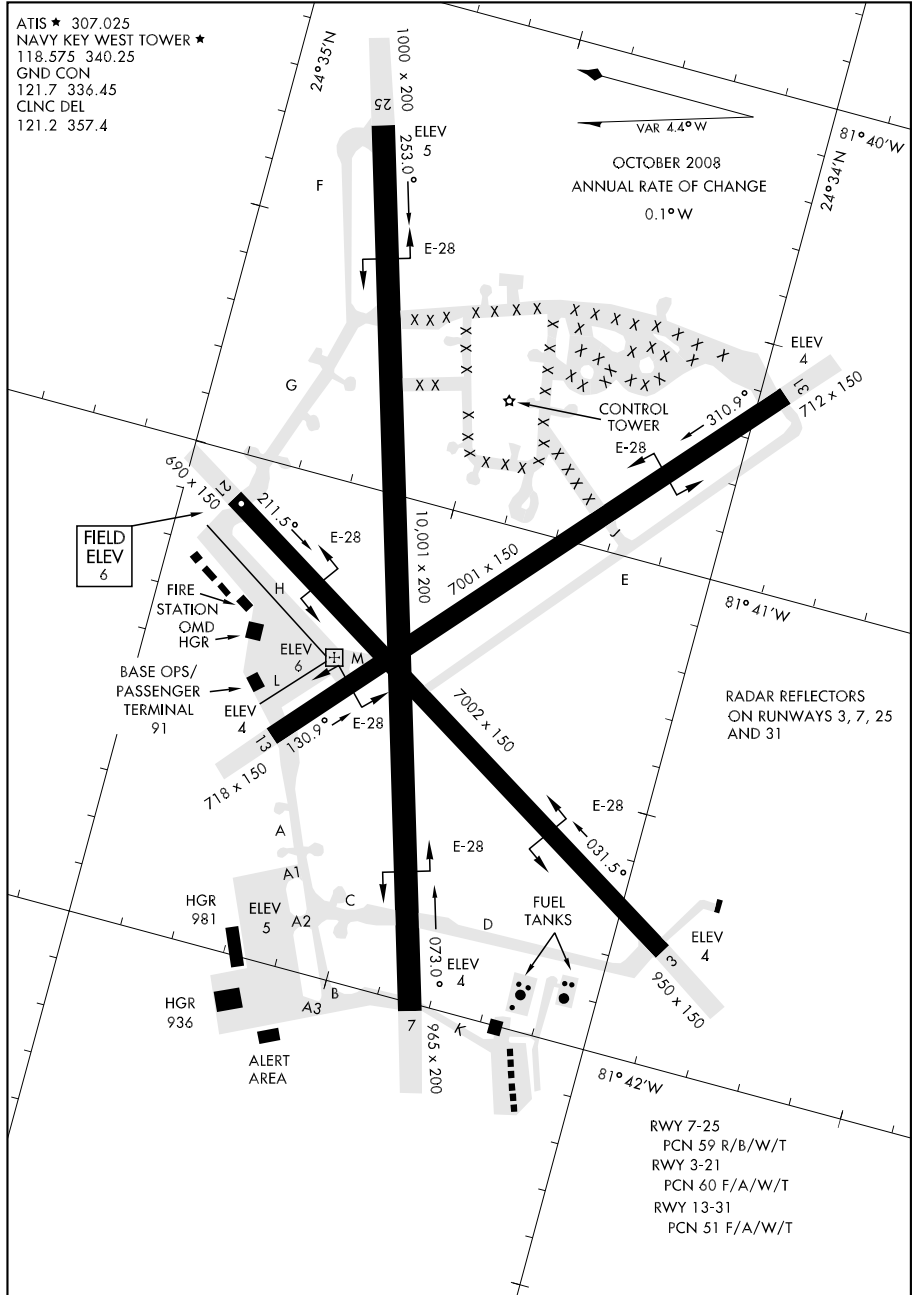 ATIS ★ 307.025
NAVY KEY WEST TOWER ★
118.575 340.25
GND CON
121.7 336.45
CLNC DEL
121.2 357.4
24°35'N
1000 x 200
25
ELEV
5
253.0°
F
E-28
VAR 4.4° W
81°40'W
OCTOBER 2008
ANNUAL RATE OF CHANGE
0.1° W
24°34'N
X X X X X X X X X X X X X
ELEV
4
31
712 x 150
310.9°
G
CONTROL
TOWER
E-28
690 x 150
21
211.5°
FIELD
ELEV
6
E-28
10,001 x 200
7001 x 150
J
E
81°41'W
H
FIRE
STATION
OMD
HGR
ELEV
6
M
BASE OPS/
PASSENGER
TERMINAL
91
L
ELEV
4
13
130.9°
E-28
718 x 150
7002 x 150
RADAR REFLECTORS
ON RUNWAYS 3, 7, 25
AND 31
A
E-28
E-28
031.5°
A1
HGR
981
ELEV
5
A2
C
D
FUEL
TANKS
ELEV
4
3
950 x 150
073.0°
ELEV
4
HGR
936
A3
B
7
K
965 x 200
ALERT
AREA
81°42'W
RWY 7-25
PCN 59 R/B/W/T
RWY 3-21
PCN 60 F/A/W/T
RWY 13-31
PCN 51 F/A/W/T